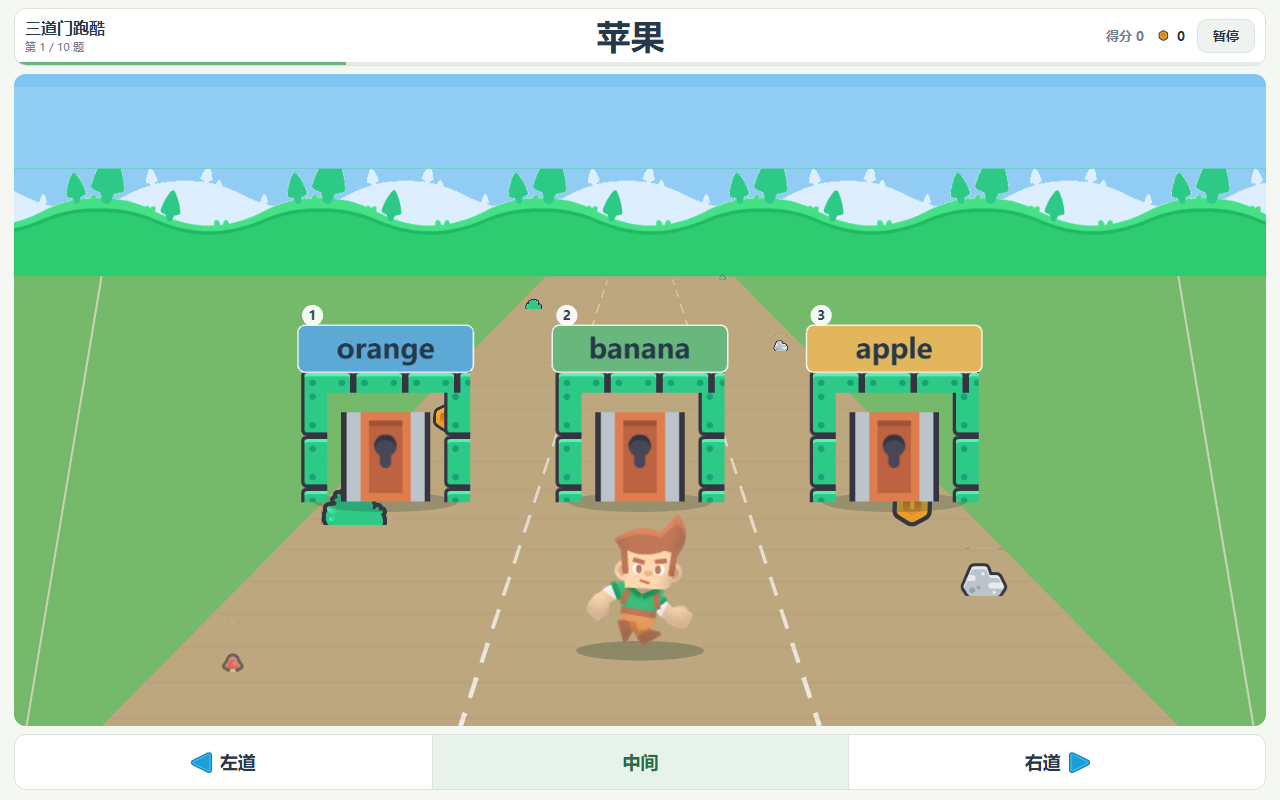 三道门跑酷
第 1 / 10 题
苹果
得分 0
0
暂停
1
orange
2
banana
3
apple
左道
中间
右道